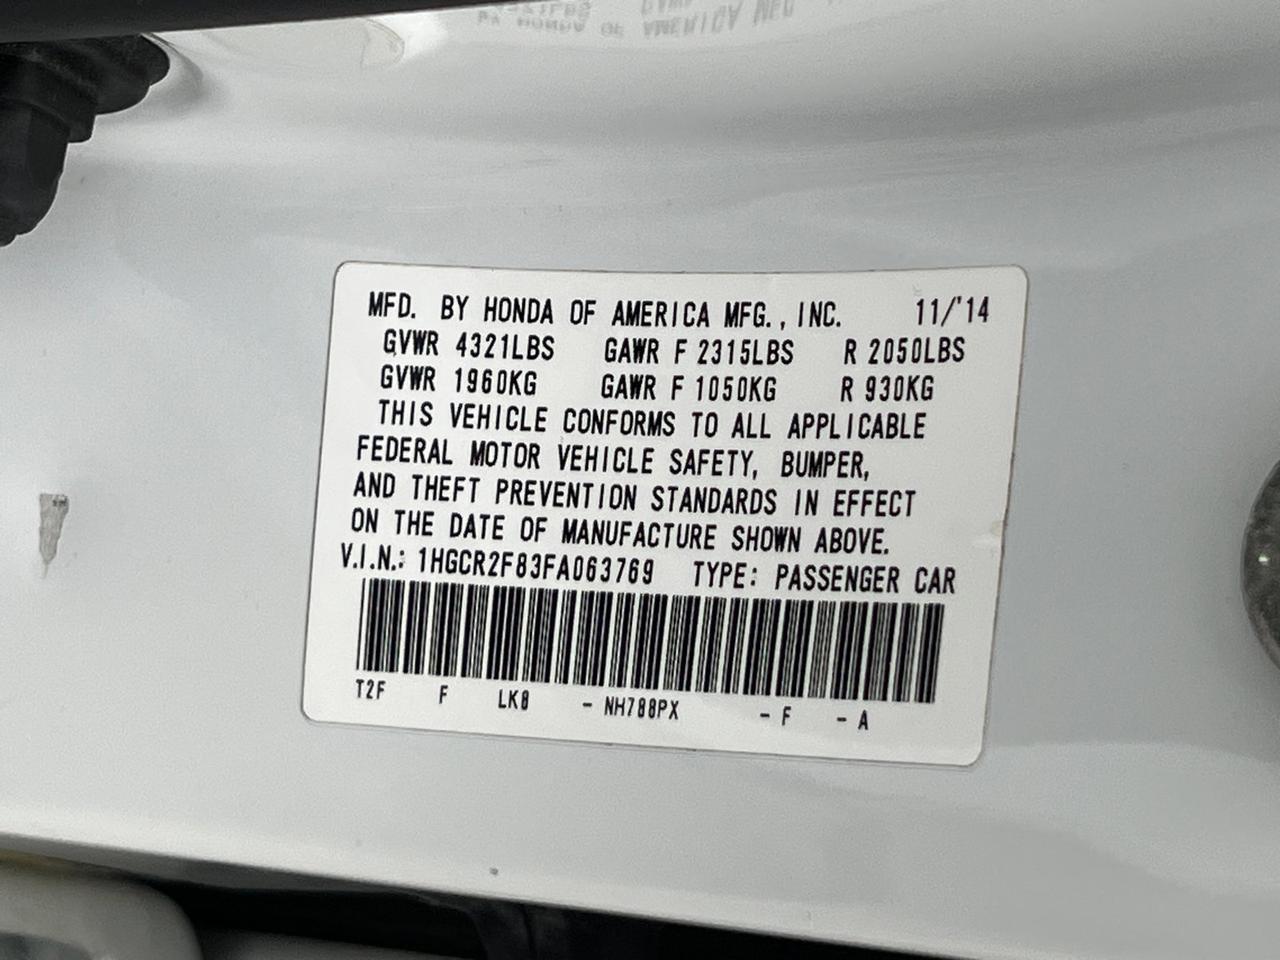 MFD. BY HONDA OF AMERICA MFG., INC. 11/'14
GVWR 4321LBS GAWR F 2315LBS R 2050LBS
GVWR 1960KG GAWR F 1050KG R 930KG
THIS VEHICLE CONFORMS TO ALL APPLICABLE
FEDERAL MOTOR VEHICLE SAFETY, BUMPER,
AND THEFT PREVENTION STANDARDS IN EFFECT
ON THE DATE OF MANUFACTURE SHOWN ABOVE.
V.I.N.: 1HGCR2F83FA063769 TYPE: PASSENGER CAR
T2F F LK8 - NH788PX - F - A